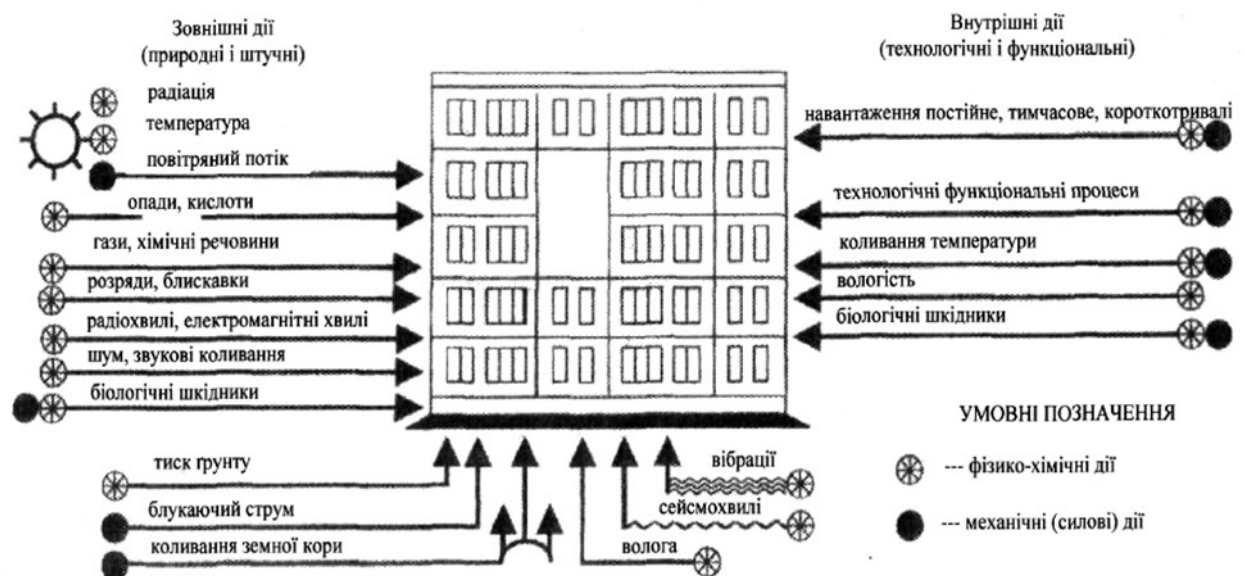 Зовнішні дії
(природні і штучні)
радіація
температура
повітряний потік
опади, кислоти
гази, хімічні речовини
розряди, блискавки
радіохвилі, електромагнітні хвилі
шум, звукові коливання
біологічні шкідники
тиск ґрунту
блукаючий струм
коливання земної кори
вібрації
сейсмохвилі
волога
Внутрішні дії
(технологічні і функціональні)
навантаження постійне, тимчасове, короткотривалі
технологічні функціональні процеси
коливання температури
вологість
біологічні шкідники
УМОВНІ ПОЗНАЧЕННЯ
--- фізико-хімічні дії
--- механічні (силові) дії